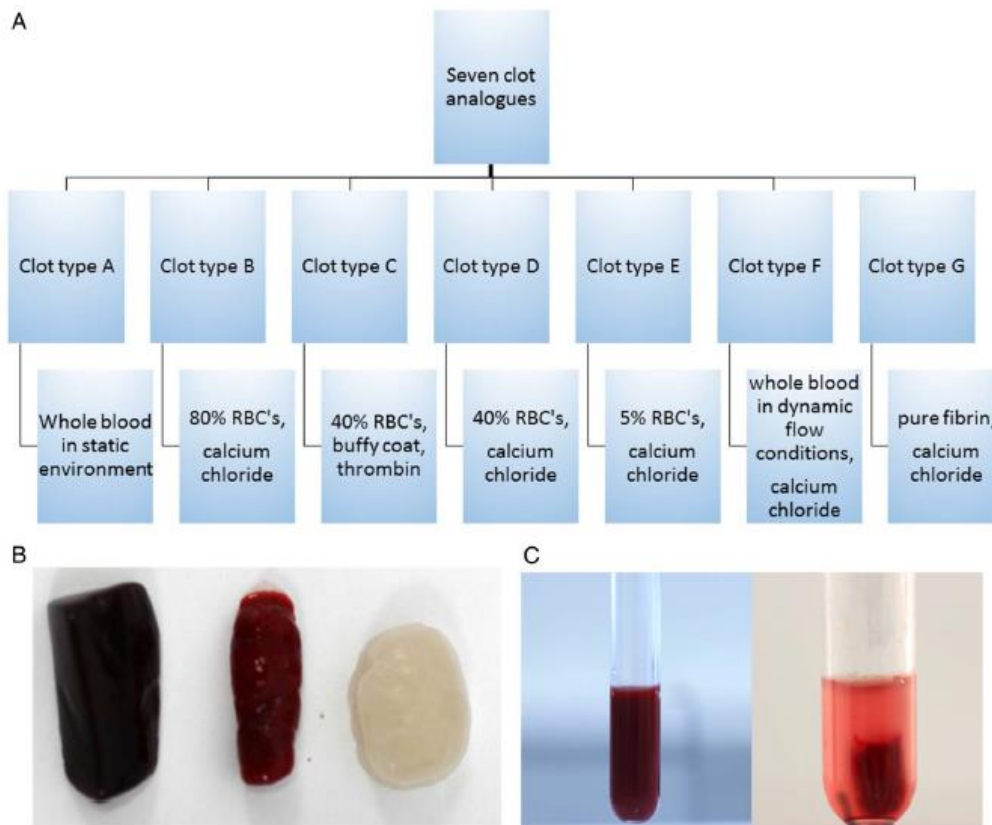 A
Seven clot
analogues
Clot type A
Clot type B
Clot type C
Clot type D
Clot type E
Clot type F
Clot type G
Whole blood
in static
environment
80% RBC's,
calcium
chloride
40% RBC's,
buffy coat,
thrombin
40% RBC's,
calcium
chloride
5% RBC's,
calcium
chloride
whole blood
in dynamic
flow
conditions,
calcium
chloride
pure fibrin,
calcium
chloride
B
C